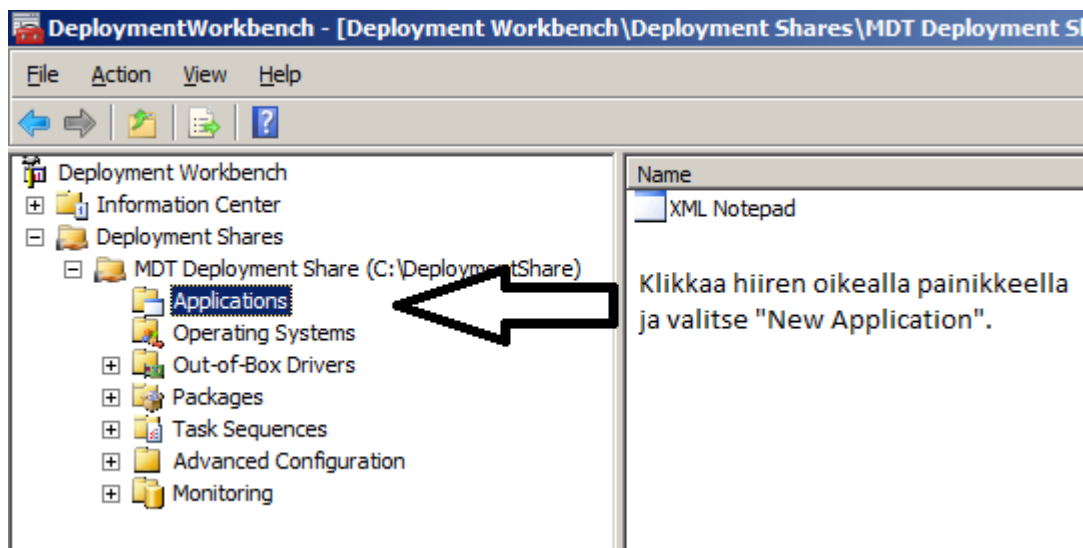 DeploymentWorkbench - [Deployment Workbench\Deployment Shares\MDT Deployment
File Action View Help
Deployment Workbench
Information Center
Deployment Shares
MDT Deployment Share (C:\DeploymentShare)
Applications
Operating Systems
Out-of-Box Drivers
Packages
Task Sequences
Advanced Configuration
Monitoring
Name
XML Notepad
Klikkaa hiiren oikealla painikkeella
ja valitse "New Application".